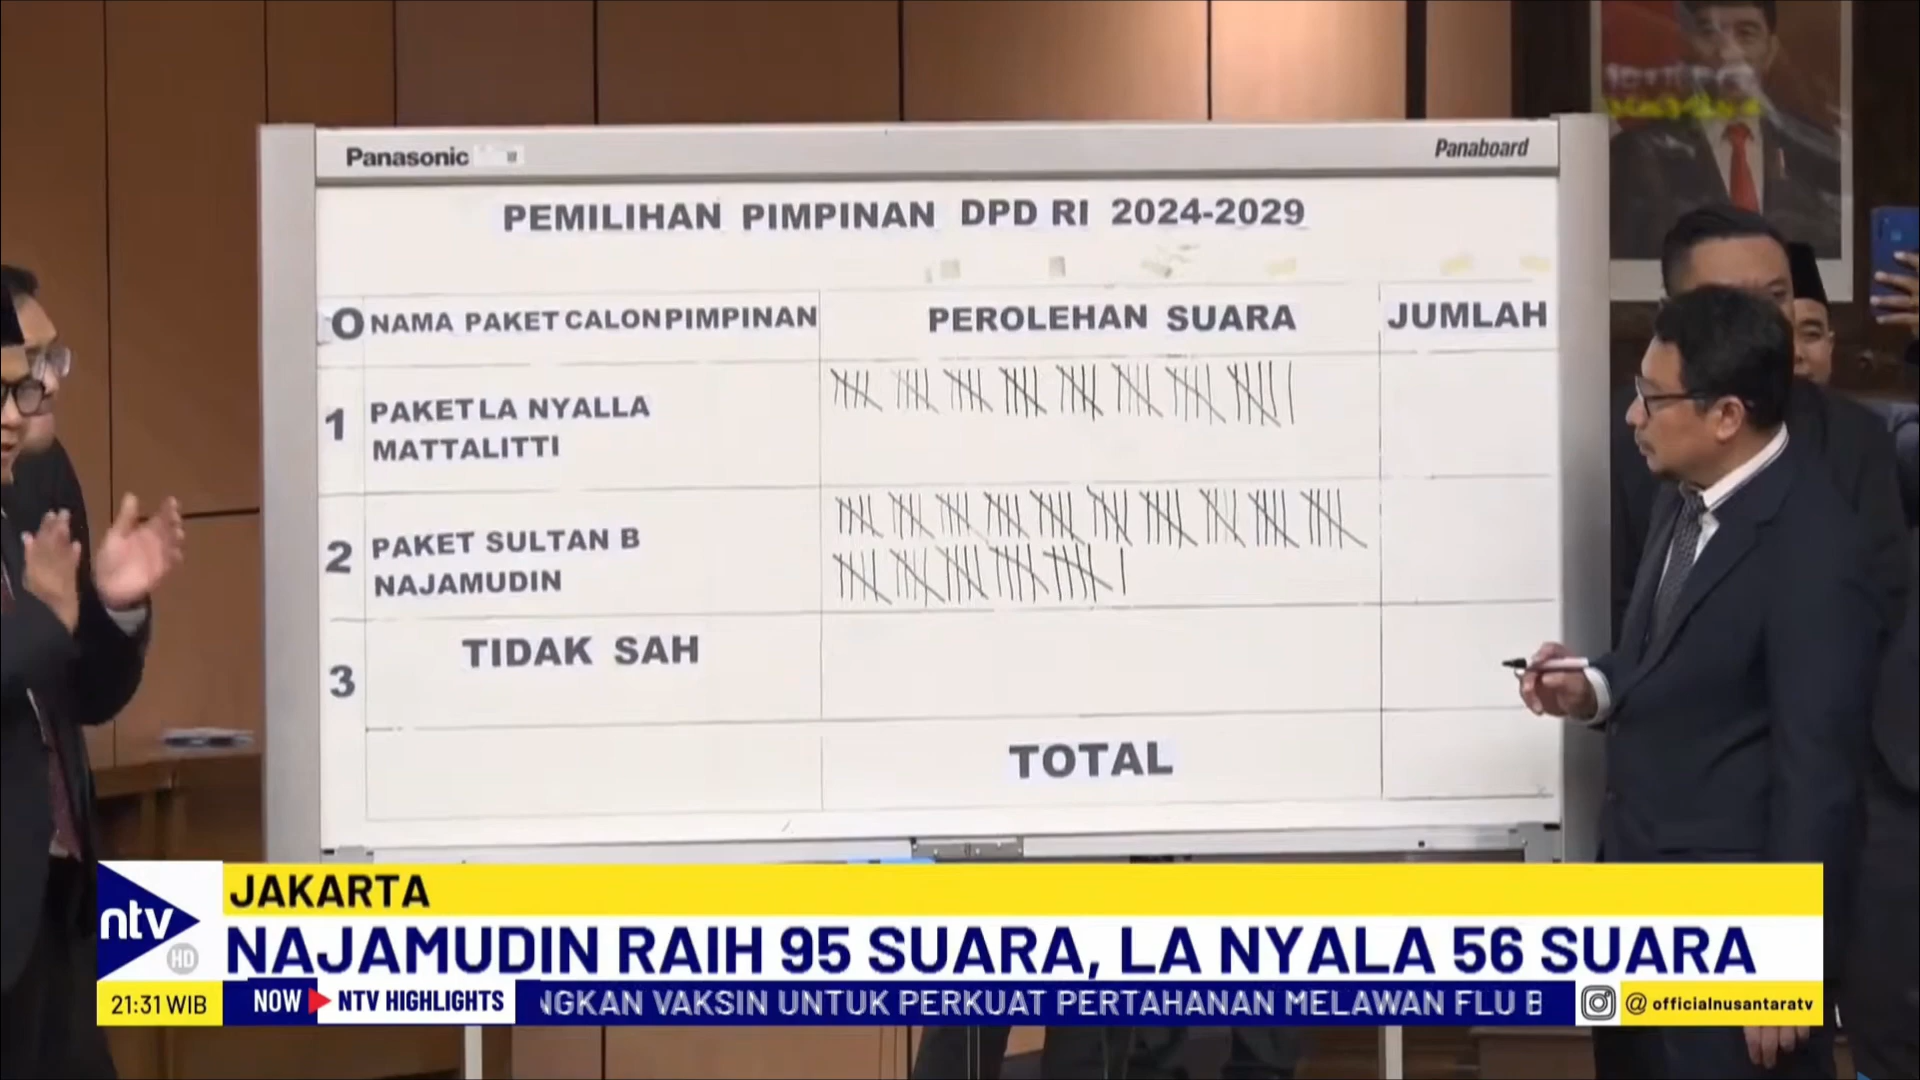 Panasonic
Panaboard
PEMILIHAN PIMPINAN DPD RI 2024-2029
O NAMA PAKET CALON PIMPINAN PEROLEHAN SUARA JUMLAH
1 PAKET LA NYALLA
MATTALITTI
2 PAKET SULTAN B
NAJAMUDIN
3 TIDAK SAH
TOTAL
ntv
HD
JAKARTA
NAJAMUDIN RAIH 95 SUARA, LA NYALA 56 SUARA
21:31 WIB
NOW NTV HIGHLIGHTS
NGKAN VAKSIN UNTUK PERKUAT PERTAHANAN MELAWAN FLU B
@ officialnusantaratv